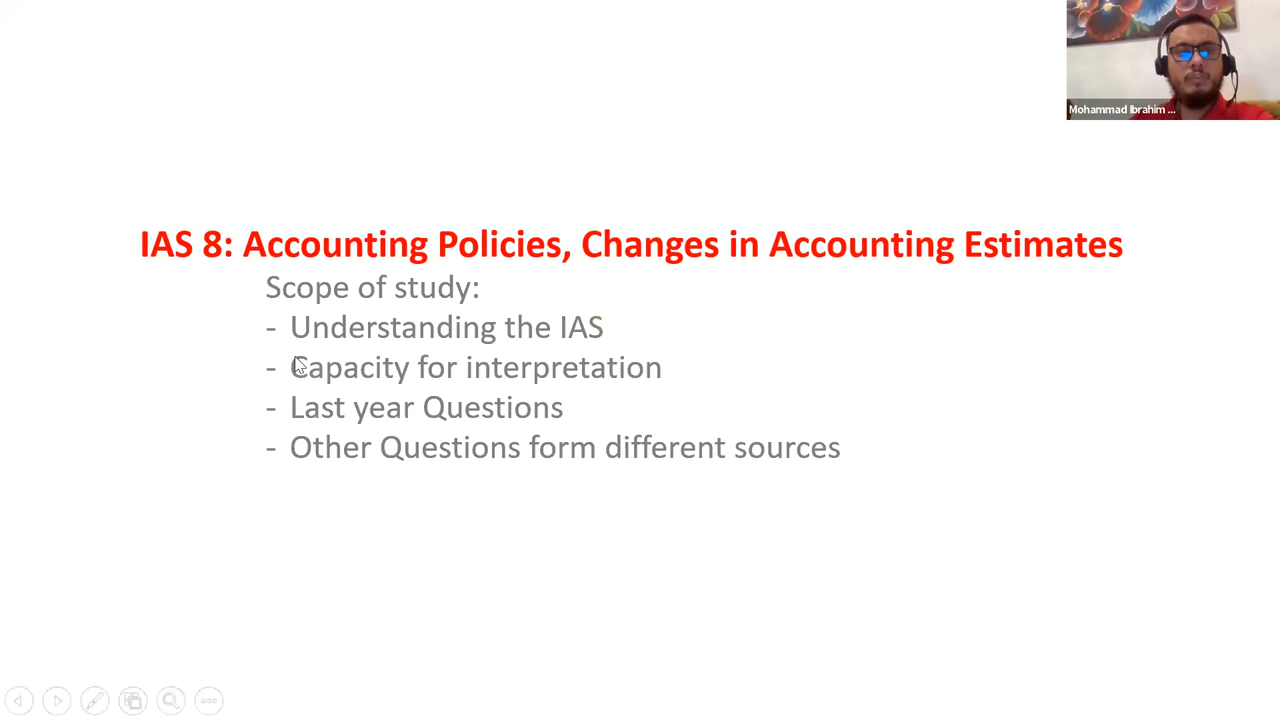 Mohammad Ibrahim ...
IAS 8: Accounting Policies, Changes in Accounting Estimates
Scope of study:
- Understanding the IAS
- Capacity for interpretation
- Last year Questions
- Other Questions form different sources